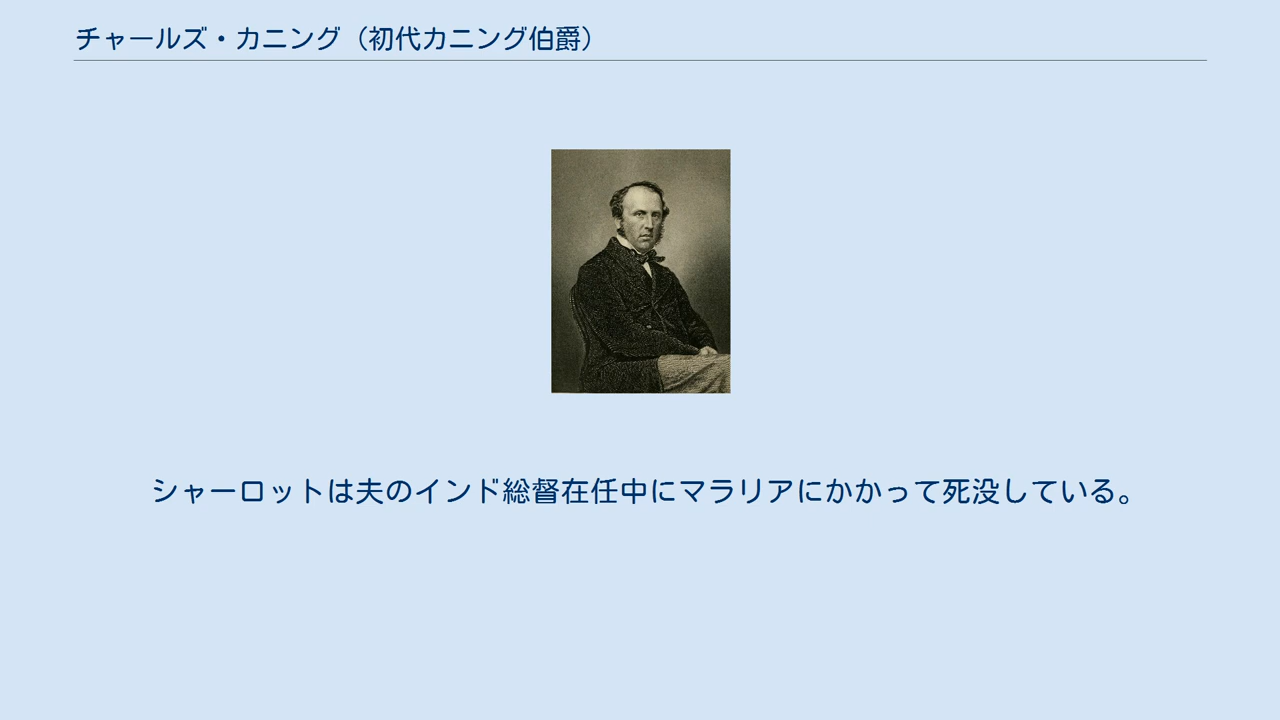 チャールズ・カニング（初代カニング伯爵）
シャーロットは夫のインド総督在任中にマラリアにかかって死没している。